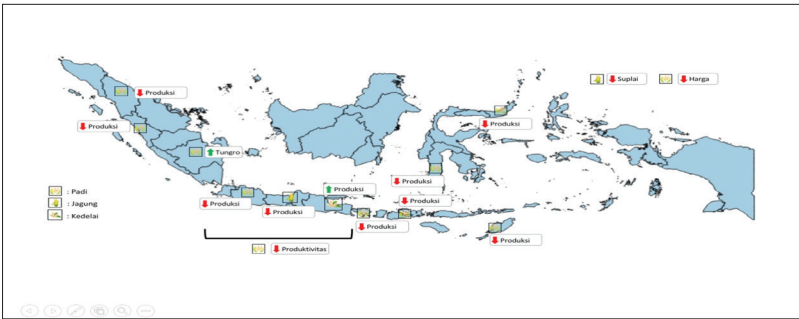 Suplai
Harga
Produksi
Produksi
Produksi
Tungro
Produksi
Produksi
: Padi
: Jagung
: Kedelai
Produksi
Produksi
Produksi
Produksi
Produksi
Produktivitas